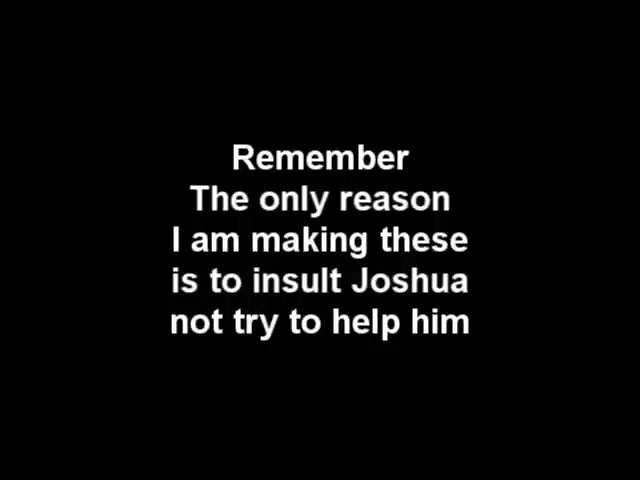 Remember
The only reason
I am making these
is to insult Joshua
not try to help him